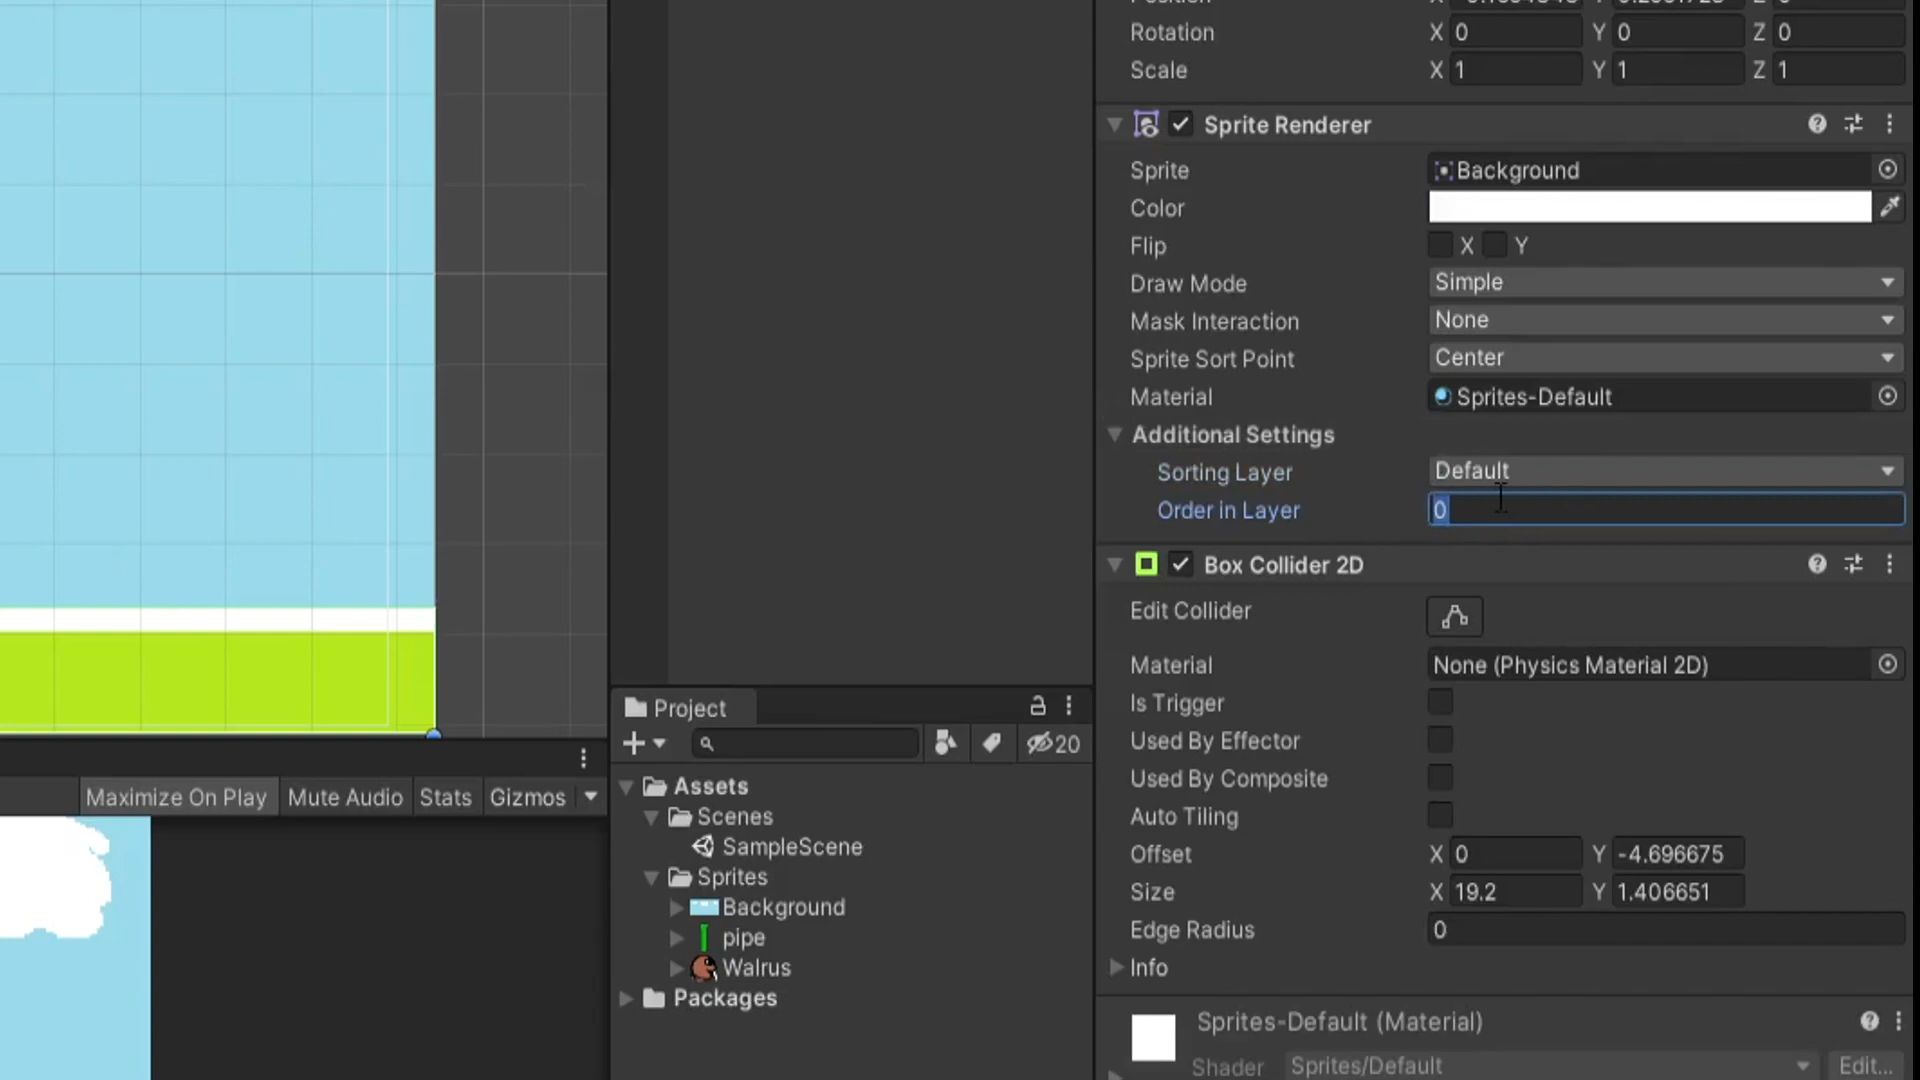 Rotation X 0 Y 0 Z 0
Scale X 1 Y 1 Z 1
Sprite Renderer
Sprite Background
Color
Flip X Y
Draw Mode Simple
Mask Interaction None
Sprite Sort Point Center
Material Sprites-Default
Additional Settings
Sorting Layer Default
Order in Layer 0
Box Collider 2D
Edit Collider
Material None (Physics Material 2D)
Is Trigger
Used By Effector
Used By Composite
Auto Tiling
Offset X 0 Y -4.696675
Size X 19.2 Y 1.406651
Edge Radius 0
Info
Sprites-Default (Material)
Shader Sprites/Default Edit...
Project
20
Assets
Scenes
SampleScene
Sprites
Background
pipe
Walrus
Packages
Maximize On Play Mute Audio Stats Gizmos